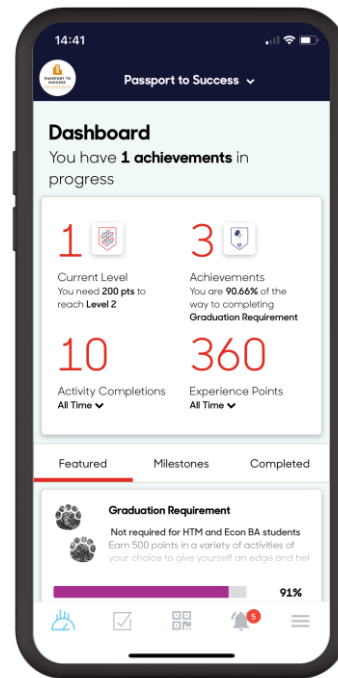 14:41
PASSPORT TO
SUCCESS
Passport to Success
Dashboard
You have 1 achievements in
progress
1
3
Current Level
You need 200 pts to
reach Level 2
Achievements
You are 90.66% of the
way to completing
Graduation Requirement
10
360
Activity Completions
All Time
Experience Points
All Time
Featured
Milestones
Completed
Graduation Requirement
Not required for HTM and Econ BA students
Earn 500 points in a variety of activities of
your choice to give yourself an edge and hel
91%
5